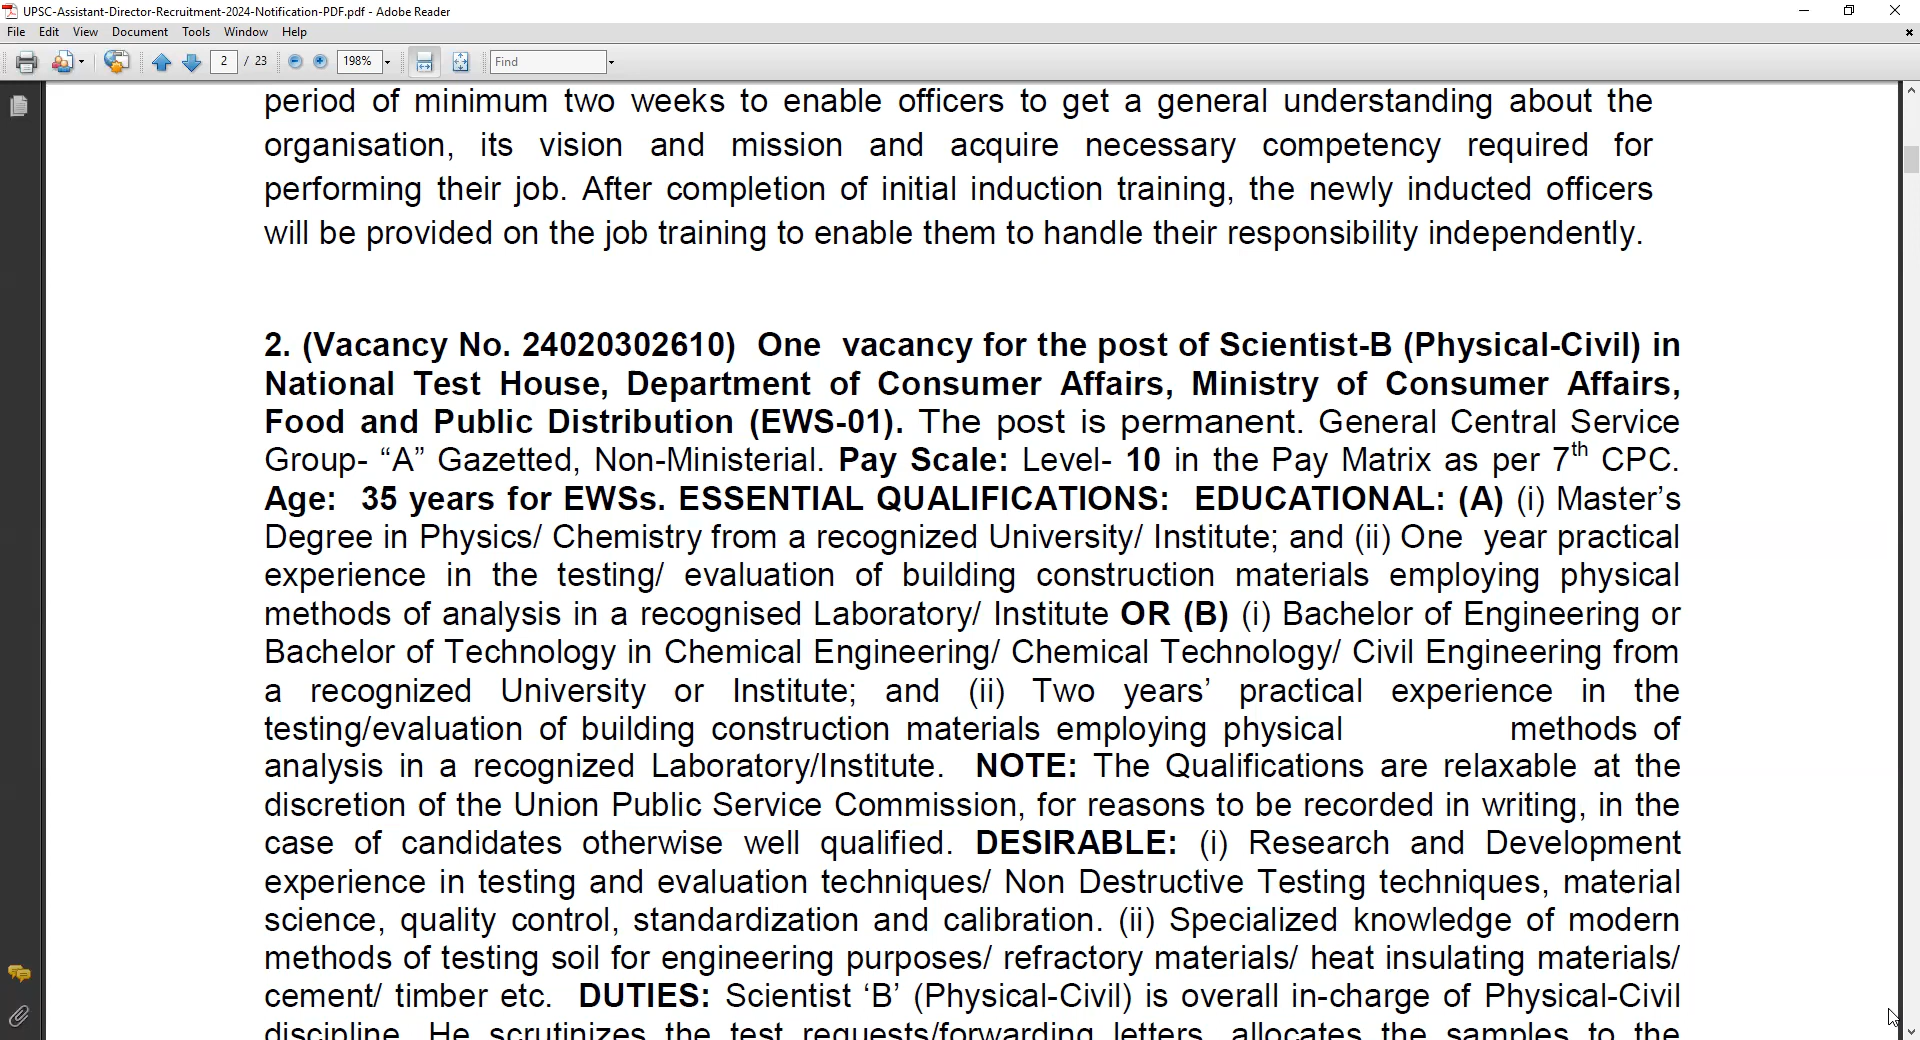 UPSC-Assistant-Director-Recruitment-2024-Notification-PDF.pdf - Adobe Reader
File Edit View Document Tools Window Help
2 / 23 198% Find
period of minimum two weeks to enable officers to get a general understanding about the
organisation, its vision and mission and acquire necessary competency required for
performing their job. After completion of initial induction training, the newly inducted officers
will be provided on the job training to enable them to handle their responsibility independently.
2. (Vacancy No. 24020302610) One vacancy for the post of Scientist-B (Physical-Civil) in
National Test House, Department of Consumer Affairs, Ministry of Consumer Affairs,
Food and Public Distribution (EWS-01). The post is permanent. General Central Service
Group- “A” Gazetted, Non-Ministerial. Pay Scale: Level- 10 in the Pay Matrix as per 7th CPC.
Age: 35 years for EWSs. ESSENTIAL QUALIFICATIONS: EDUCATIONAL: (A) (i) Master’s
Degree in Physics/ Chemistry from a recognized University/ Institute; and (ii) One year practical
experience in the testing/ evaluation of building construction materials employing physical
methods of analysis in a recognised Laboratory/ Institute OR (B) (i) Bachelor of Engineering or
Bachelor of Technology in Chemical Engineering/ Chemical Technology/ Civil Engineering from
a recognized University or Institute; and (ii) Two years’ practical experience in the
testing/evaluation of building construction materials employing physical methods of
analysis in a recognized Laboratory/Institute. NOTE: The Qualifications are relaxable at the
discretion of the Union Public Service Commission, for reasons to be recorded in writing, in the
case of candidates otherwise well qualified. DESIRABLE: (i) Research and Development
experience in testing and evaluation techniques/ Non Destructive Testing techniques, material
science, quality control, standardization and calibration. (ii) Specialized knowledge of modern
methods of testing soil for engineering purposes/ refractory materials/ heat insulating materials/
cement/ timber etc. DUTIES: Scientist ‘B’ (Physical-Civil) is overall in-charge of Physical-Civil
discipline. He scrutinizes the test requests/forwarding letters, allocates the samples to the